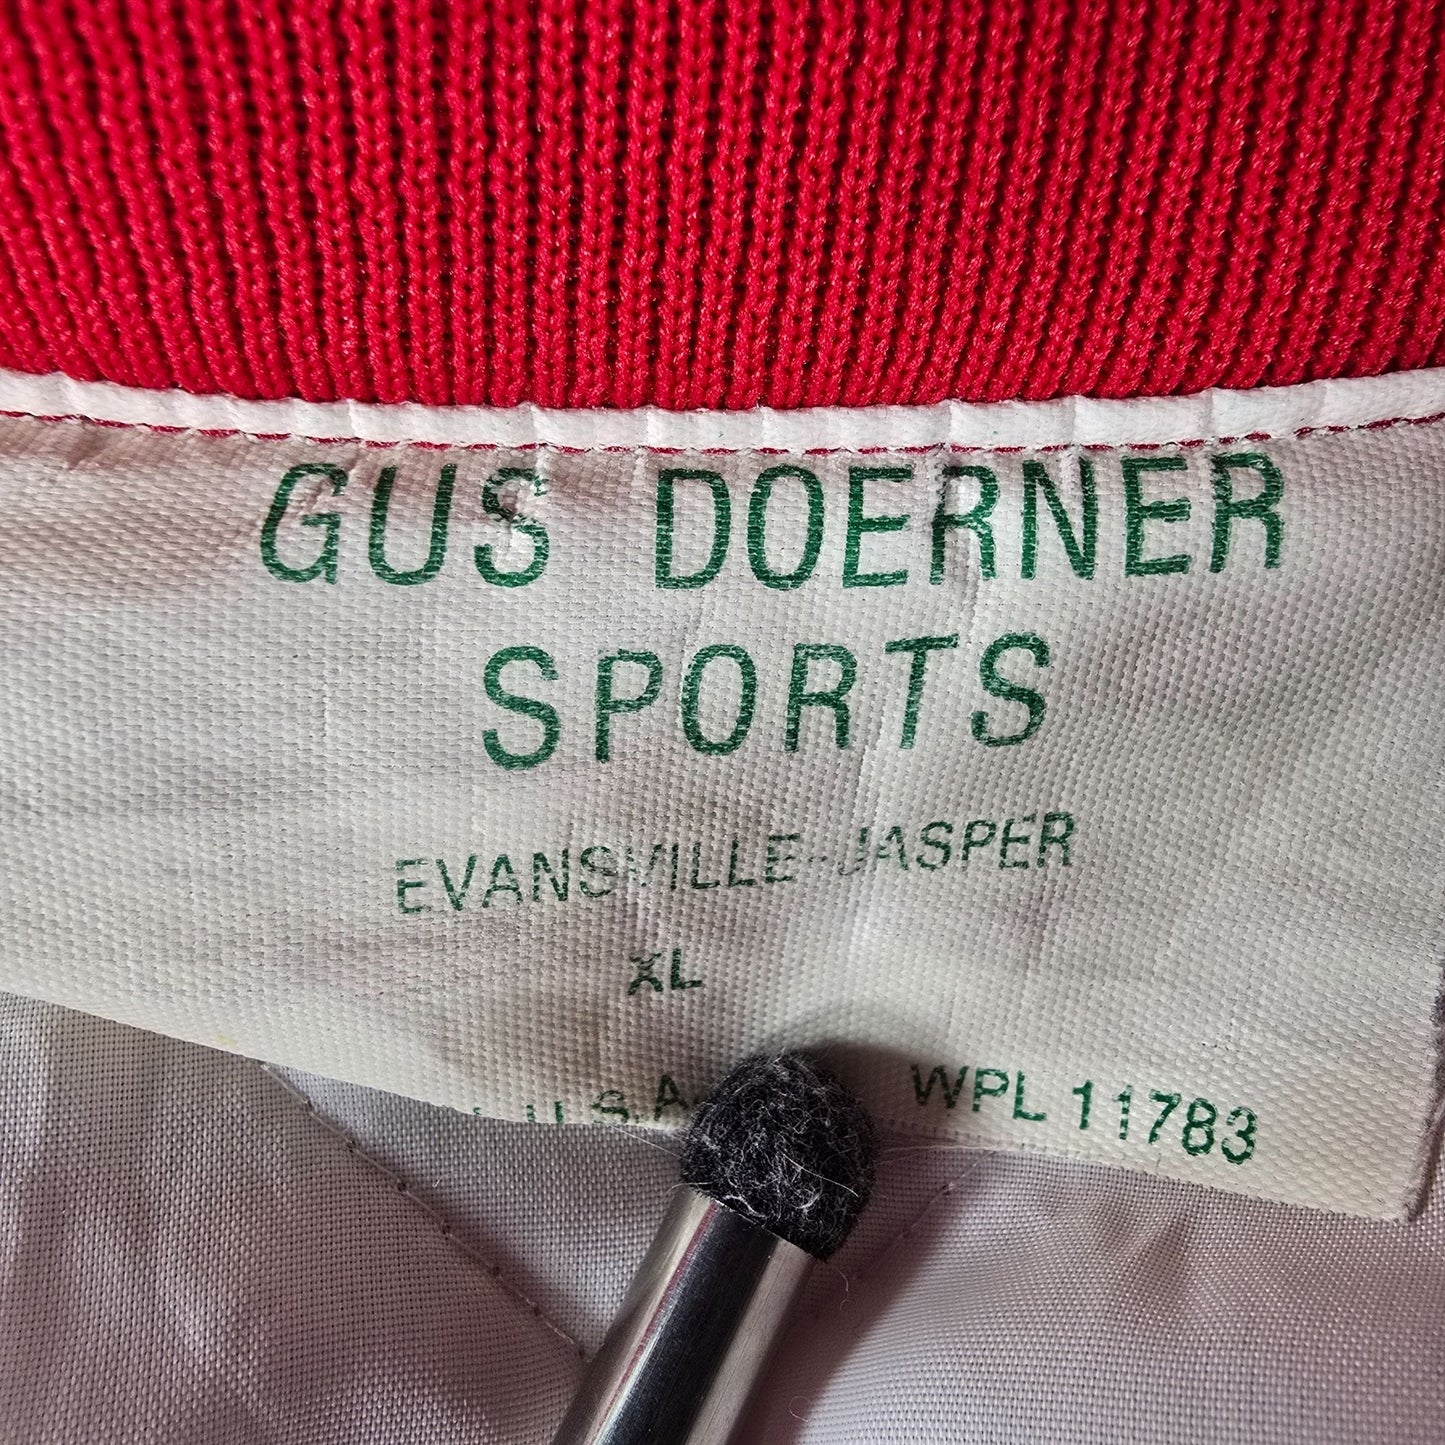 GUS DOERNER
SPORTS
EVANSVILLE-JASPER
XL
U.S.A. WPL 11783